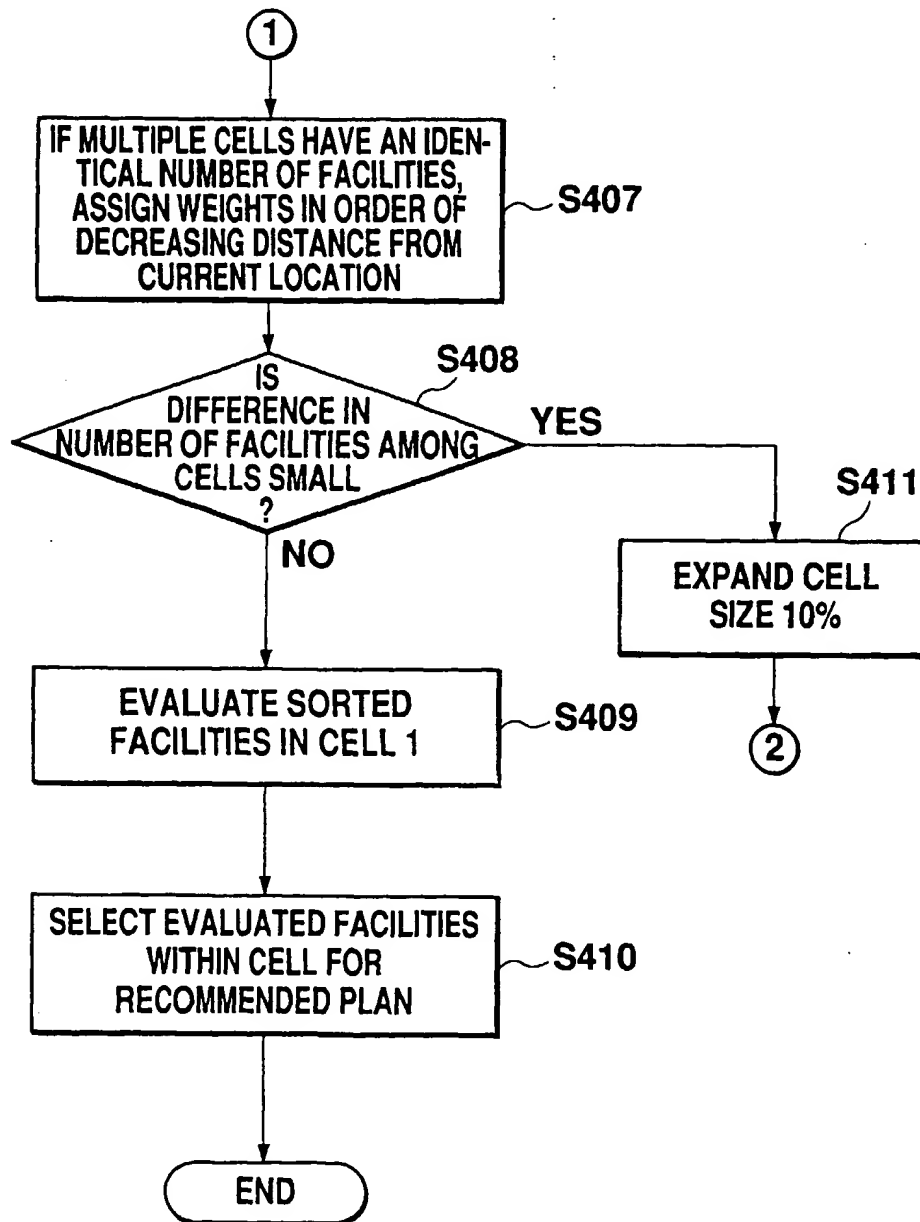 1
IF MULTIPLE CELLS HAVE AN IDEN-
TICAL NUMBER OF FACILITIES,
ASSIGN WEIGHTS IN ORDER OF
DECREASING DISTANCE FROM
CURRENT LOCATION
S407
IS
DIFFERENCE IN
NUMBER OF FACILITIES AMONG
CELLS SMALL
?
S408
YES
NO
S411
EXPAND CELL
SIZE 10%
2
EVALUATE SORTED
FACILITIES IN CELL 1
S409
SELECT EVALUATED FACILITIES
WITHIN CELL FOR
RECOMMENDED PLAN
S410
END